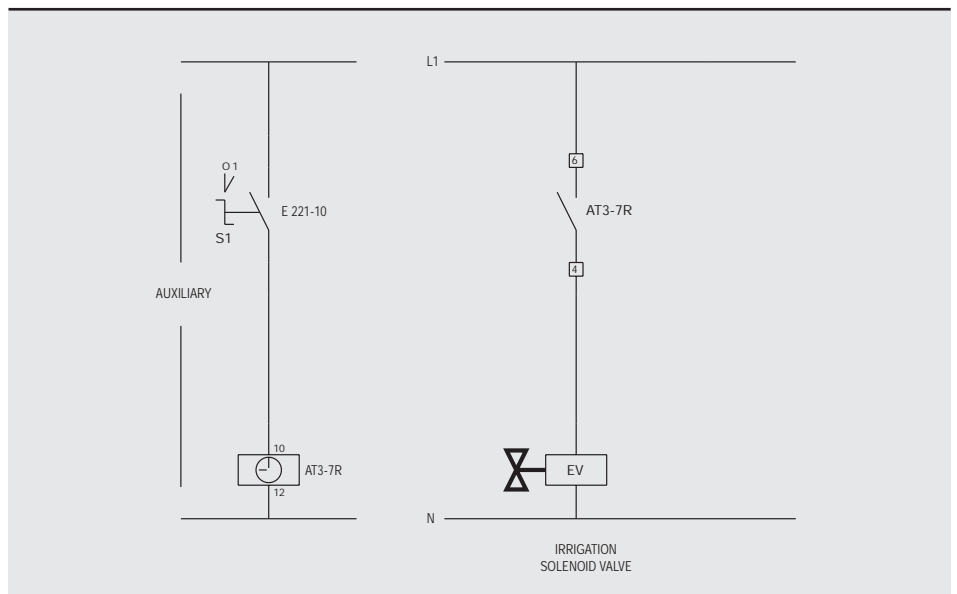 L1
6
O 1
E 221-10
AT3-7R
S1
4
AUXILIARY
10
AT3-7R
EV
12
N
IRRIGATION
SOLENOID VALVE